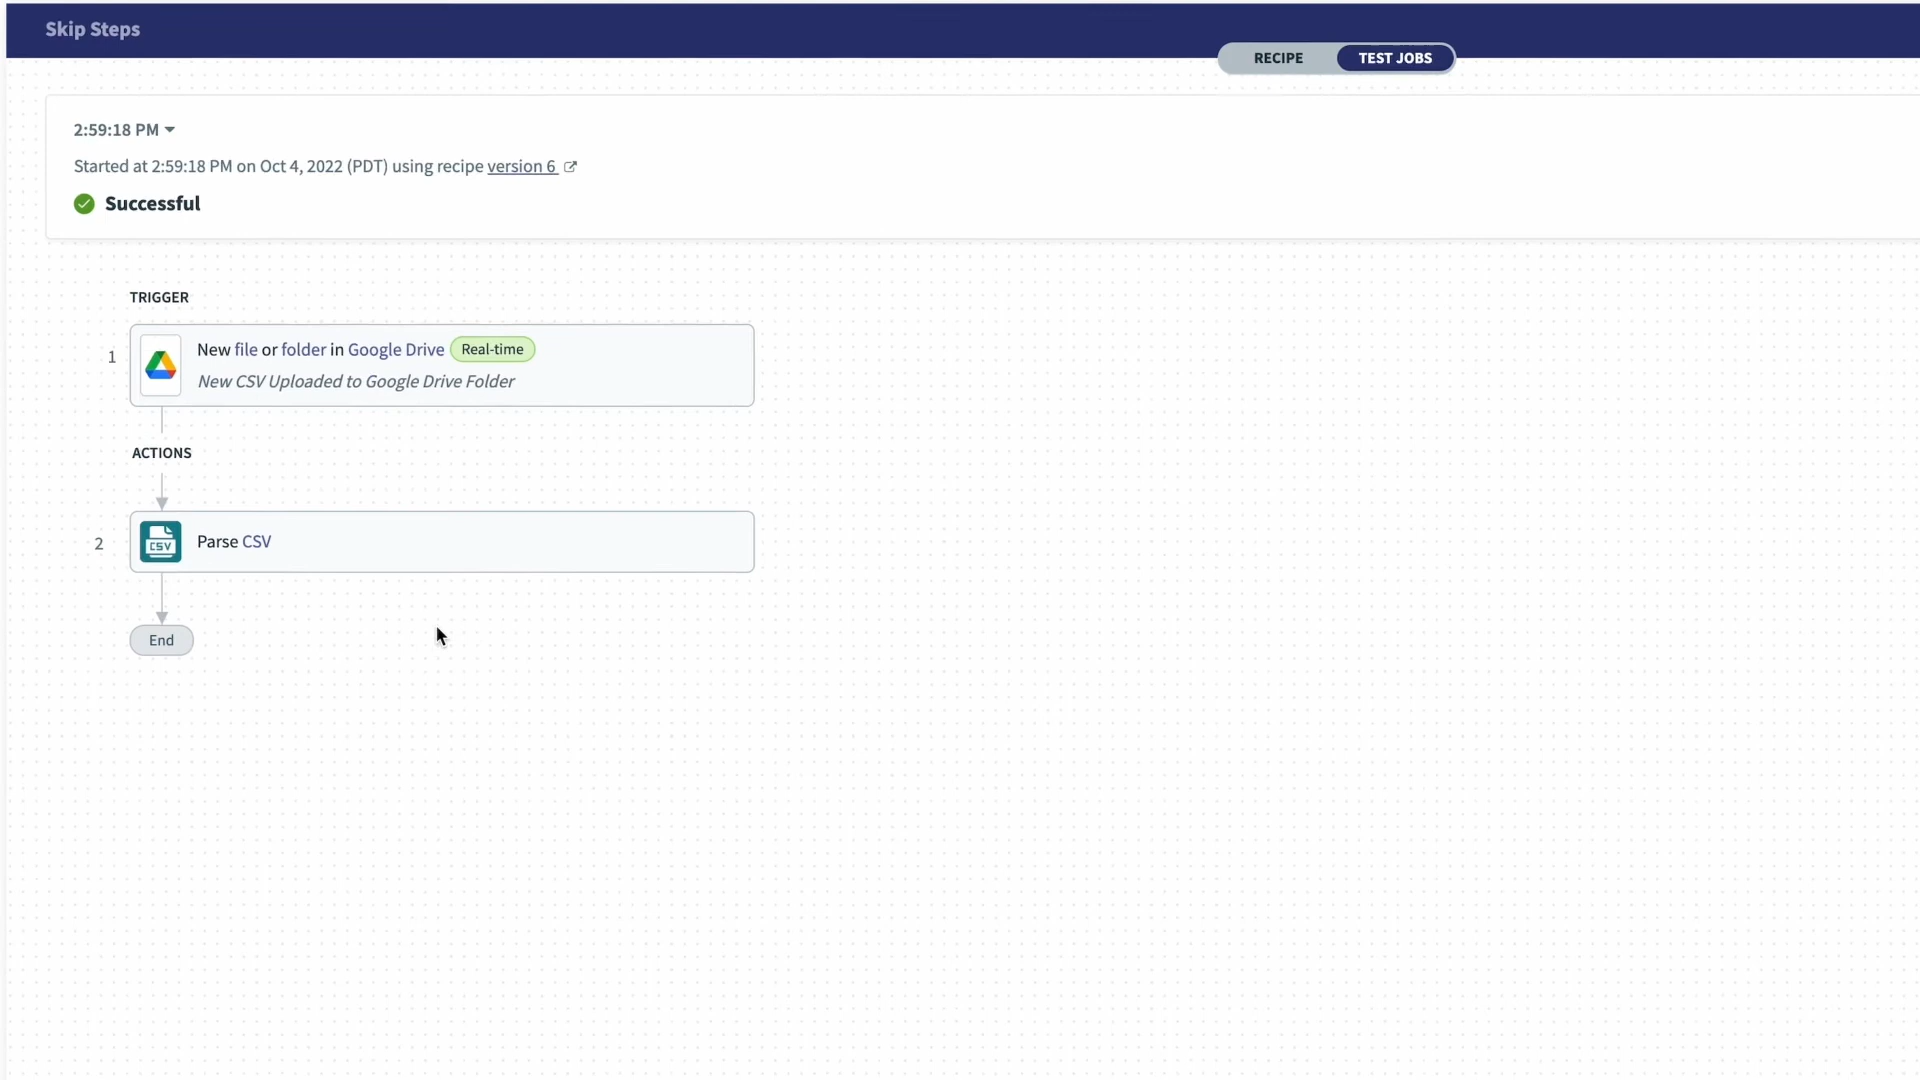 Skip Steps
RECIPE
TEST JOBS
2:59:18 PM
Started at 2:59:18 PM on Oct 4, 2022 (PDT) using recipe version 6
Successful
TRIGGER
1
New file or folder in Google Drive Real-time
New CSV Uploaded to Google Drive Folder
ACTIONS
2
CSV
Parse CSV
End